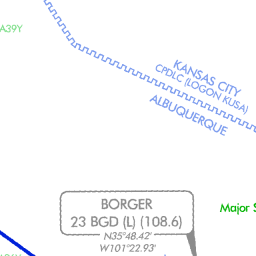 A39Y
KANSAS CITY
CPDLC (LOGON KUSA)
ALBUQUERQUE
BORGER
23 BGD (L) (108.6)
N35°48.42'
W101°22.93'
Major S